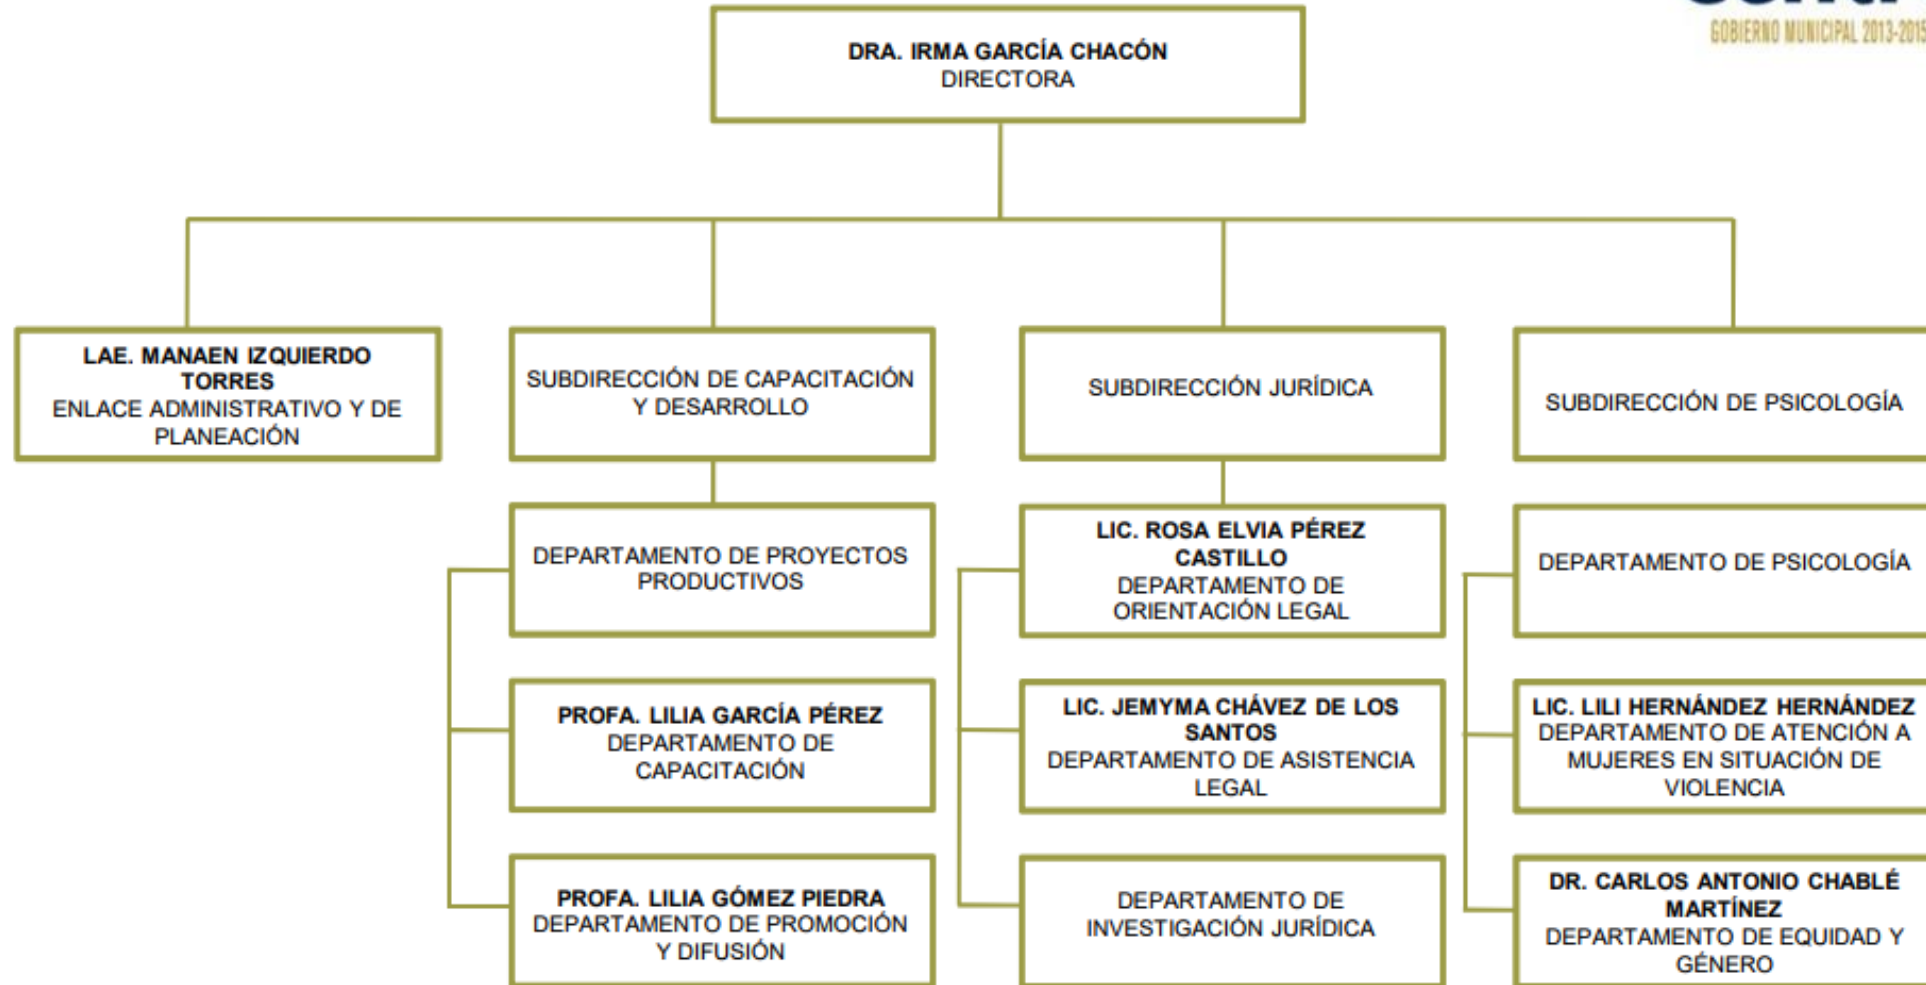 GOBIERNO MUNICIPAL 2013-2015
DRA. IRMA GARCÍA CHACÓN
DIRECTORA
LAE. MANAEN IZQUIERDO
TORRES
ENLACE ADMINISTRATIVO Y DE
PLANEACIÓN
SUBDIRECCIÓN DE CAPACITACIÓN
Y DESARROLLO
SUBDIRECCIÓN JURÍDICA
SUBDIRECCIÓN DE PSICOLOGÍA
DEPARTAMENTO DE PROYECTOS
PRODUCTIVOS
LIC. ROSA ELVIA PÉREZ
CASTILLO
DEPARTAMENTO DE
ORIENTACIÓN LEGAL
DEPARTAMENTO DE PSICOLOGÍA
PROFA. LILIA GARCÍA PÉREZ
DEPARTAMENTO DE
CAPACITACIÓN
LIC. JEMYMA CHÁVEZ DE LOS
SANTOS
DEPARTAMENTO DE ASISTENCIA
LEGAL
LIC. LILI HERNÁNDEZ HERNÁNDEZ
DEPARTAMENTO DE ATENCIÓN A
MUJERES EN SITUACIÓN DE
VIOLENCIA
PROFA. LILIA GÓMEZ PIEDRA
DEPARTAMENTO DE PROMOCIÓN
Y DIFUSIÓN
DEPARTAMENTO DE
INVESTIGACIÓN JURÍDICA
DR. CARLOS ANTONIO CHABLÉ
MARTÍNEZ
DEPARTAMENTO DE EQUIDAD Y
GÉNERO